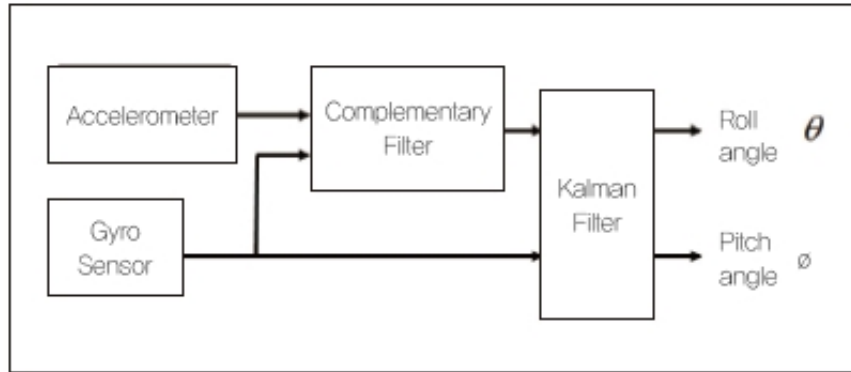 Accelerometer
Complementary
Filter
Gyro
Sensor
Kalman
Filter
Roll
angle θ
Pitch
angle ø